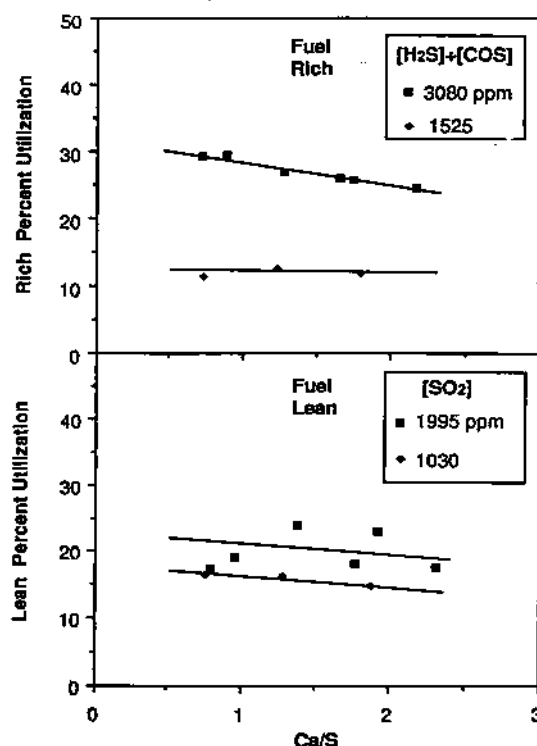 50
40
30
20
10
0
Rich Percent Utilization
Fuel
Rich
[H2S]+[COS]
3080 ppm
1525
40
30
20
10
0
Lean Percent Utilization
Fuel
Lean
[SO2]
1995 ppm
1030
0
1
2
3
Ca/S